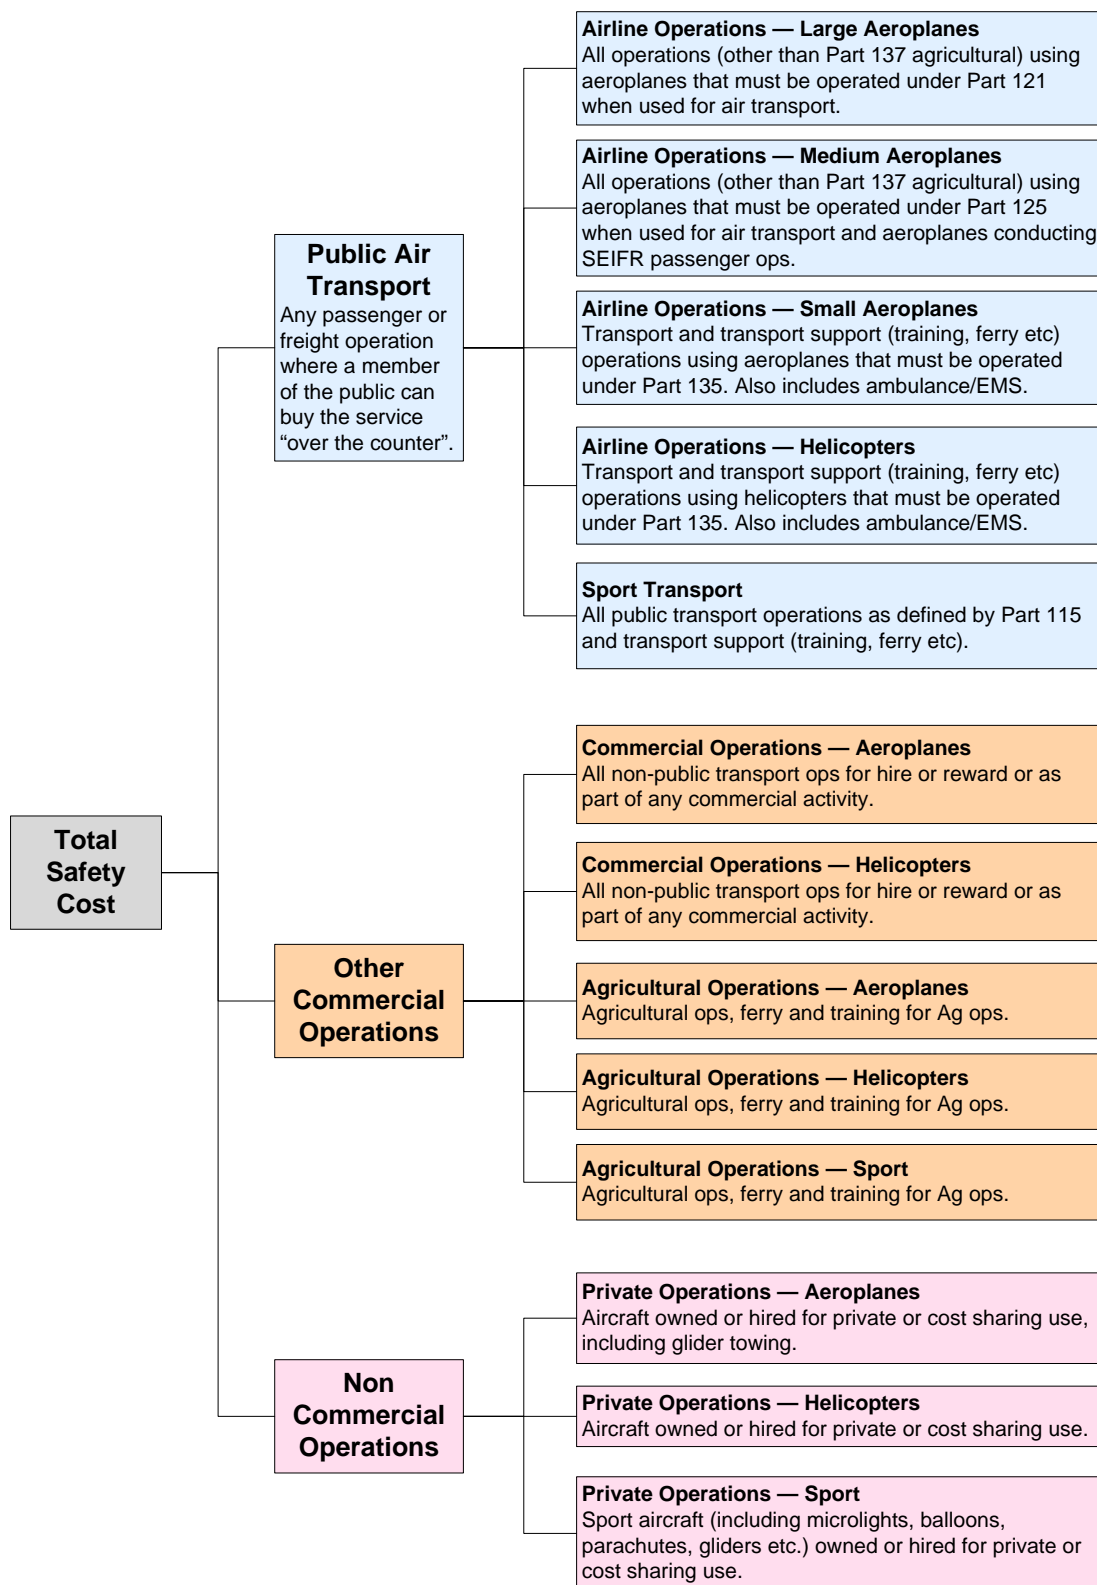 Total
Safety
Cost
Public Air
Transport
Any passenger or
freight operation
where a member
of the public can
buy the service
“over the counter”.
Airline Operations — Large Aeroplanes
All operations (other than Part 137 agricultural) using
aeroplanes that must be operated under Part 121
when used for air transport.
Airline Operations — Medium Aeroplanes
All operations (other than Part 137 agricultural) using
aeroplanes that must be operated under Part 125
when used for air transport and aeroplanes conducting
SEIFR passenger ops.
Airline Operations — Small Aeroplanes
Transport and transport support (training, ferry etc)
operations using aeroplanes that must be operated
under Part 135. Also includes ambulance/EMS.
Airline Operations — Helicopters
Transport and transport support (training, ferry etc)
operations using helicopters that must be operated
under Part 135. Also includes ambulance/EMS.
Sport Transport
All public transport operations as defined by Part 115
and transport support (training, ferry etc).
Other
Commercial
Operations
Commercial Operations — Aeroplanes
All non-public transport ops for hire or reward or as
part of any commercial activity.
Commercial Operations — Helicopters
All non-public transport ops for hire or reward or as
part of any commercial activity.
Agricultural Operations — Aeroplanes
Agricultural ops, ferry and training for Ag ops.
Agricultural Operations — Helicopters
Agricultural ops, ferry and training for Ag ops.
Agricultural Operations — Sport
Agricultural ops, ferry and training for Ag ops.
Non
Commercial
Operations
Private Operations — Aeroplanes
Aircraft owned or hired for private or cost sharing use,
including glider towing.
Private Operations — Helicopters
Aircraft owned or hired for private or cost sharing use.
Private Operations — Sport
Sport aircraft (including microlights, balloons,
parachutes, gliders etc.) owned or hired for private or
cost sharing use.